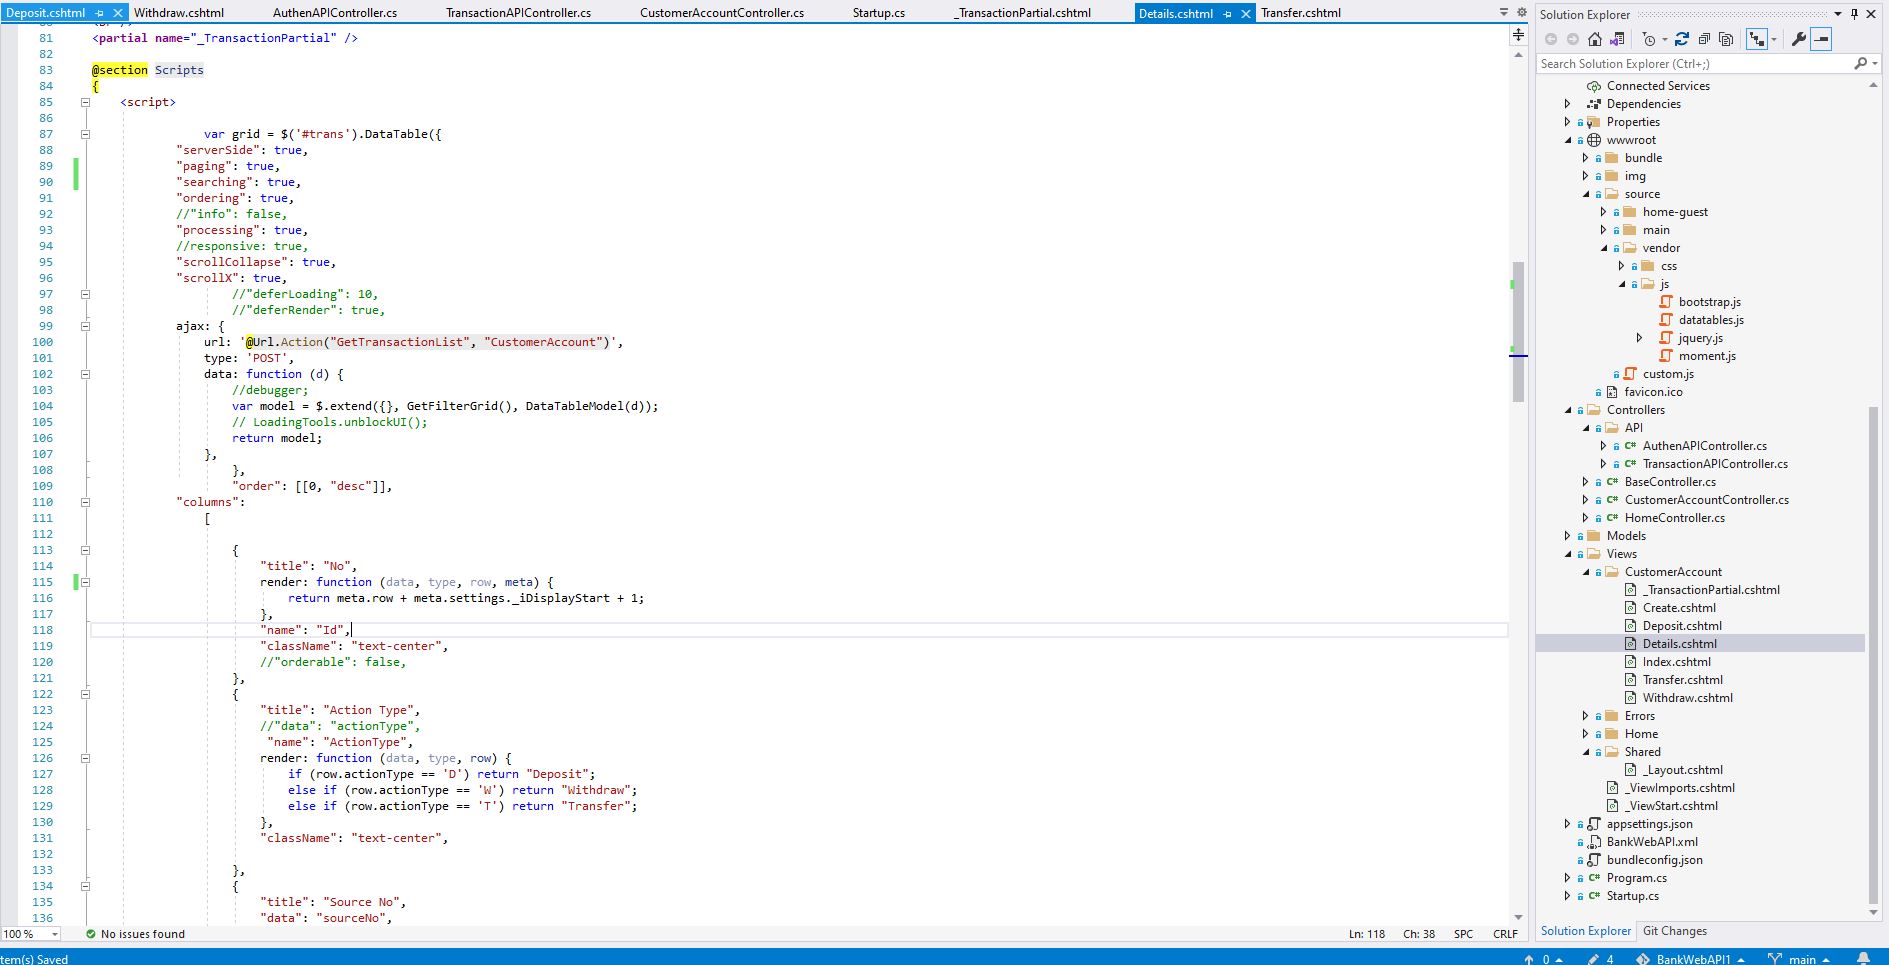 Deposit.cshtml Withdraw.cshtml AuthenAPIController.cs TransactionAPIController.cs CustomerAccountController.cs Startup.cs _TransactionPartial.cshtml Details.cshtml Transfer.cshtml
81 <partial name="_TransactionPartial" />
82
83 @section Scripts
84 {
85 <script>
86
87 var grid = $('#trans').DataTable({
88 "serverSide": true,
89 "paging": true,
90 "searching": true,
91 "ordering": true,
92 //"info": false,
93 "processing": true,
94 //responsive: true,
95 "scrollCollapse": true,
96 "scrollX": true,
97 //"deferLoading": 10,
98 //"deferRender": true,
99 ajax: {
100 url: '@Url.Action("GetTransactionList", "CustomerAccount")',
101 type: 'POST',
102 data: function (d) {
103 //debugger;
104 var model = $.extend({}, GetFilterGrid(), DataTableModel(d));
105 // LoadingTools.unblockUI();
106 return model;
107 },
108 },
109 "order": [[0, "desc"]],
110 "columns":
111 [
112
113 {
114 "title": "No",
115 render: function (data, type, row, meta) {
116 return meta.row + meta.settings._iDisplayStart + 1;
117 },
118 "name": "Id",
119 "className": "text-center",
120 //"orderable": false,
121 },
122 {
123 "title": "Action Type",
124 //"data": "actionType",
125 "name": "ActionType",
126 render: function (data, type, row) {
127 if (row.actionType == 'D') return "Deposit";
128 else if (row.actionType == 'W') return "Withdraw";
129 else if (row.actionType == 'T') return "Transfer";
130 },
131 "className": "text-center",
132
133 },
134 {
135 "title": "Source No",
136 "data": "sourceNo",
100 % No issues found Ln: 118 Ch: 38 SPC CRLF
Solution Explorer
Search Solution Explorer (Ctrl+;)
Connected Services
Dependencies
Properties
wwwroot
bundle
img
source
home-guest
main
vendor
css
js
bootstrap.js
datatables.js
jquery.js
moment.js
custom.js
favicon.ico
Controllers
API
AuthenAPIController.cs
TransactionAPIController.cs
BaseController.cs
CustomerAccountController.cs
HomeController.cs
Models
Views
CustomerAccount
_TransactionPartial.cshtml
Create.cshtml
Deposit.cshtml
Details.cshtml
Index.cshtml
Transfer.cshtml
Withdraw.cshtml
Errors
Home
Shared
_Layout.cshtml
_ViewImports.cshtml
_ViewStart.cshtml
appsettings.json
BankWebAPI.xml
bundleconfig.json
Program.cs
Startup.cs
Solution Explorer Git Changes
tem(s) Saved 0 4 BankWebAPI1 main